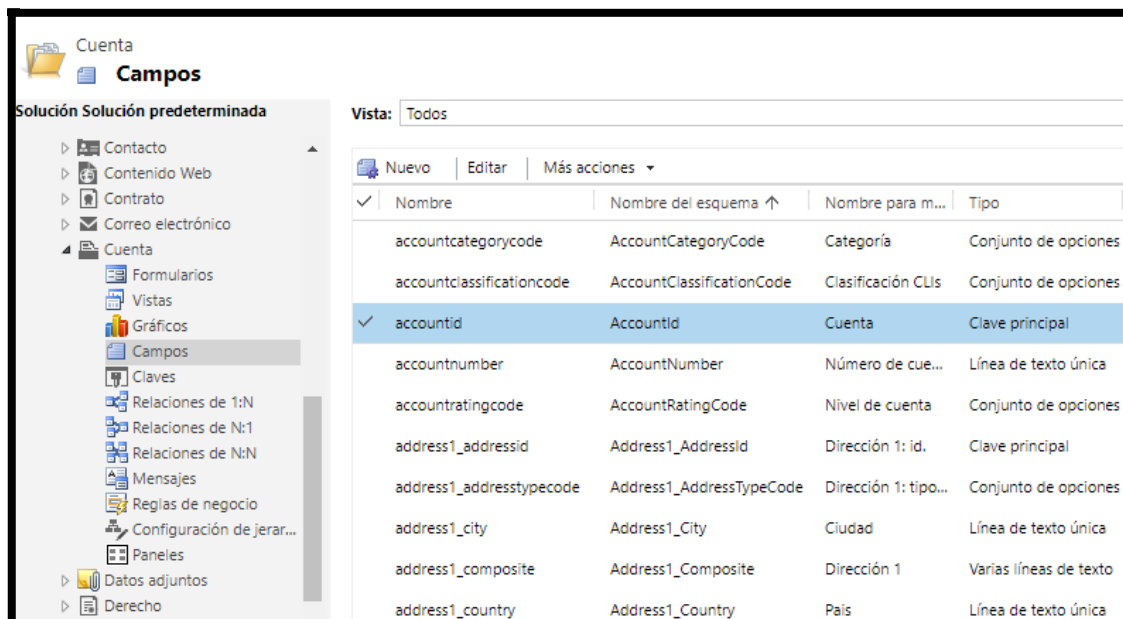 Cuenta
Campos
Solución Solución predeterminada
Contacto
Contenido Web
Contrato
Correo electrónico
Cuenta
Formularios
Vistas
Gráficos
Campos
Claves
Relaciones de 1:N
Relaciones de N:1
Relaciones de N:N
Mensajes
Reglas de negocio
Configuración de jerar...
Paneles
Datos adjuntos
Derecho
Vista: Todos
Nuevo Editar Más acciones
Nombre Nombre del esquema Nombre para m... Tipo
accountcategorycode AccountCategoryCode Categoría Conjunto de opciones
accountclassificationcode AccountClassificationCode Clasificación CLIs Conjunto de opciones
accountid AccountId Cuenta Clave principal
accountnumber AccountNumber Número de cue... Línea de texto única
accountratingcode AccountRatingCode Nivel de cuenta Conjunto de opciones
address1_addressid Address1_AddressId Dirección 1: id. Clave principal
address1_addresstypecode Address1_AddressTypeCode Dirección 1: tipo... Conjunto de opciones
address1_city Address1_City Ciudad Línea de texto única
address1_composite Address1_Composite Dirección 1 Varias líneas de texto
address1_country Address1_Country Pais Línea de texto única